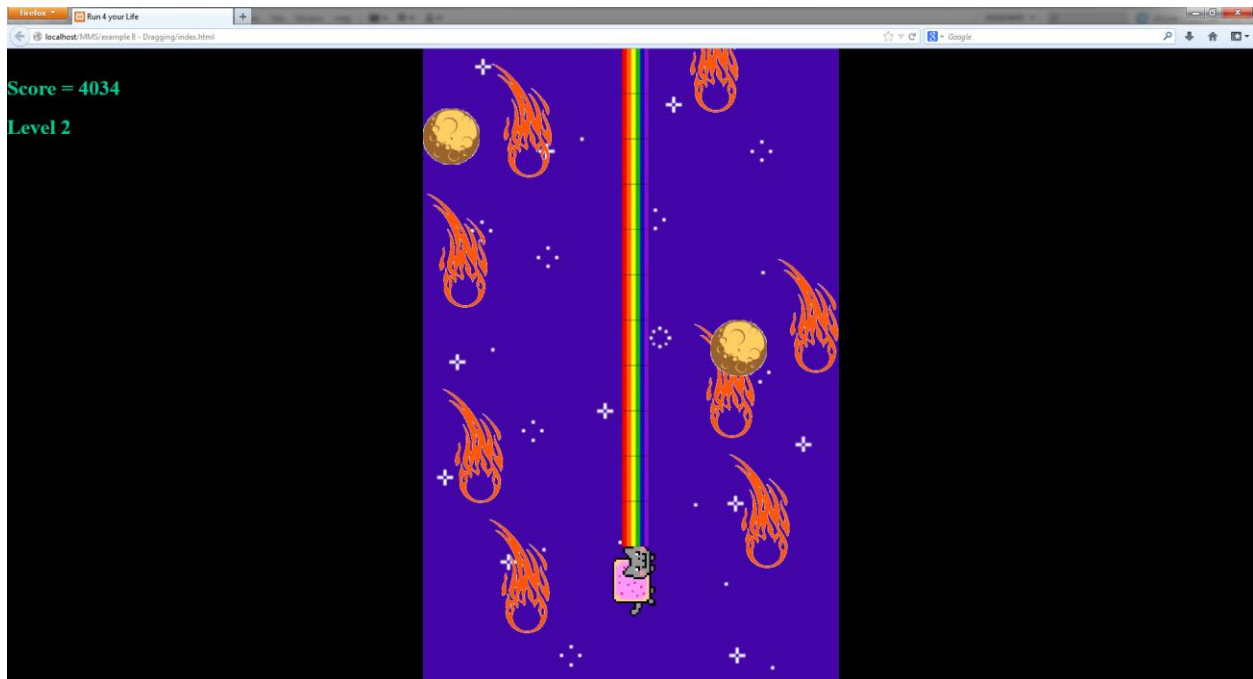 Firefox
Run 4 your Life
localhost/MMS/example 8 - Dragging/index.html
Google
Score = 4034
Level 2